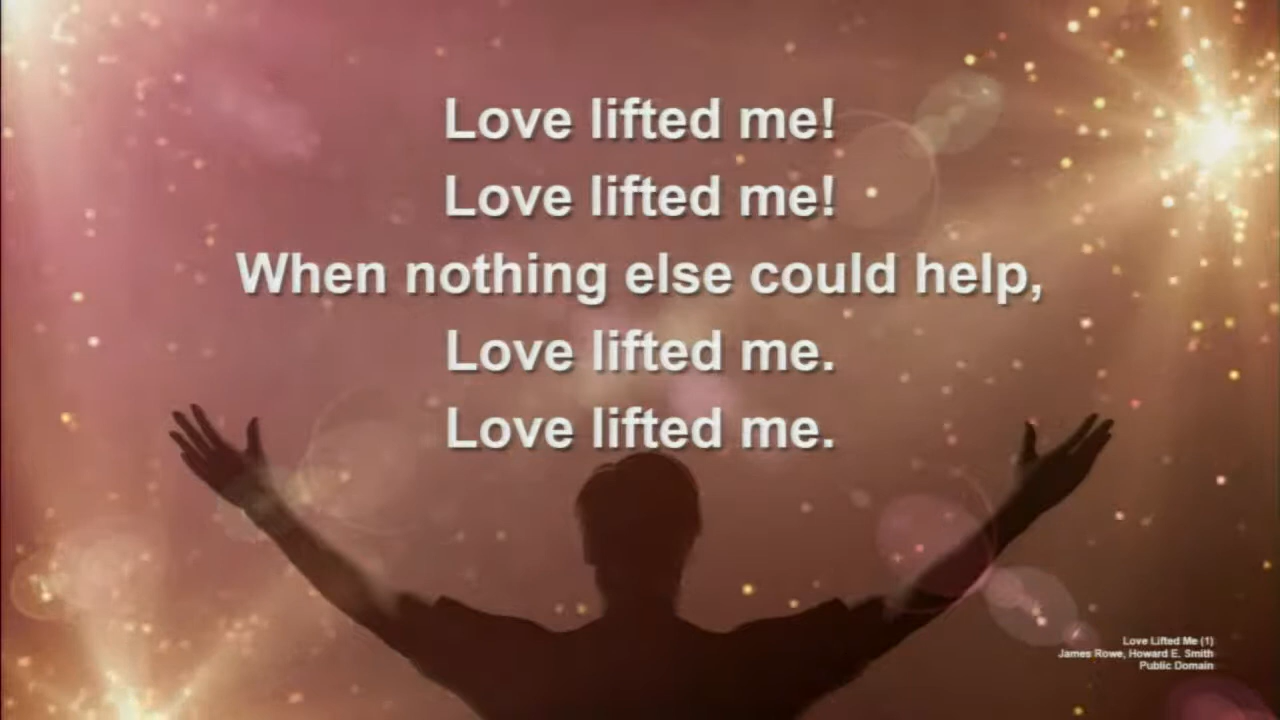 Love lifted me!
Love lifted me!
When nothing else could help,
Love lifted me.
Love lifted me.
Love Lifted Me (1)
James Rowe, Howard E. Smith
Public Domain